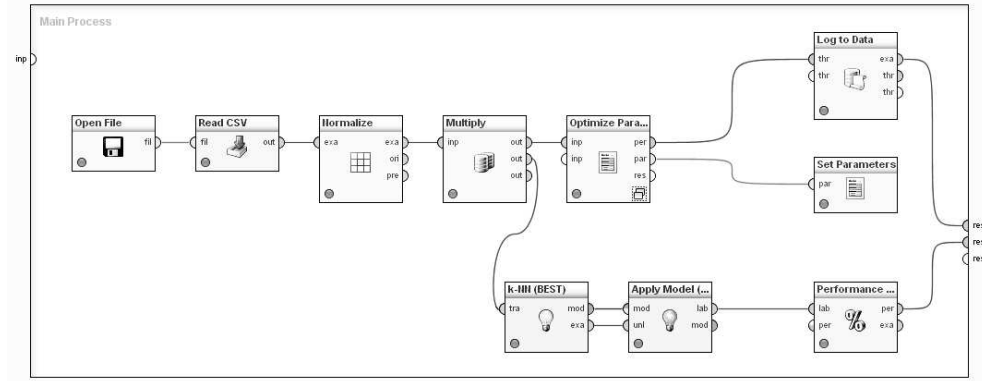 Main Process
inp
Open File
fil
Read CSV
fil out
Normalize
exa exa
ori
pre
Multiply
inp out
out
out
Optimize Para...
inp per
inp par
res
Log to Data
thr exa
thr thr
thr
Set Parameters
par
k-NN (BEST)
tra mod
exa
Apply Model (...
mod lab
unl mod
Performance ...
lab per
per exa
%
res
res
res